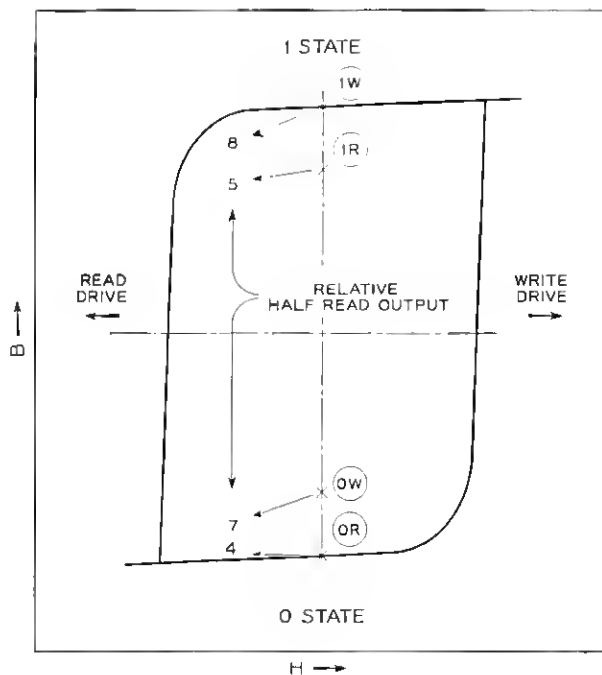 1 STATE
1W
8
1R
5
READ
DRIVE
RELATIVE
HALF READ OUTPUT
WRITE
DRIVE
B
0W
7
0R
4
0 STATE
H